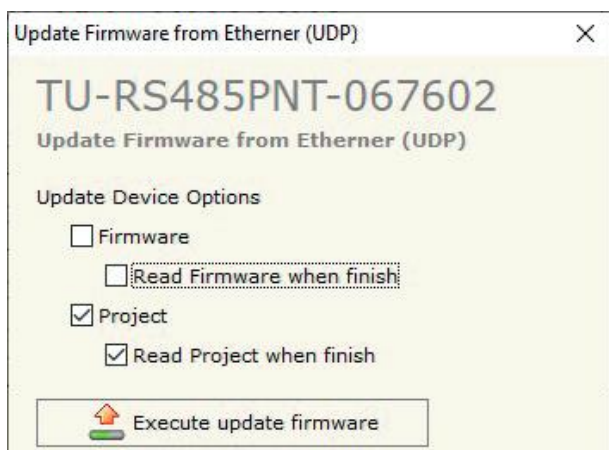 Update Firmware from Etherner (UDP)
TU-RS485PNT-067602
Update Firmware from Etherner (UDP)
Update Device Options
Firmware
Read Firmware when finish
Project
Read Project when finish
Execute update firmware